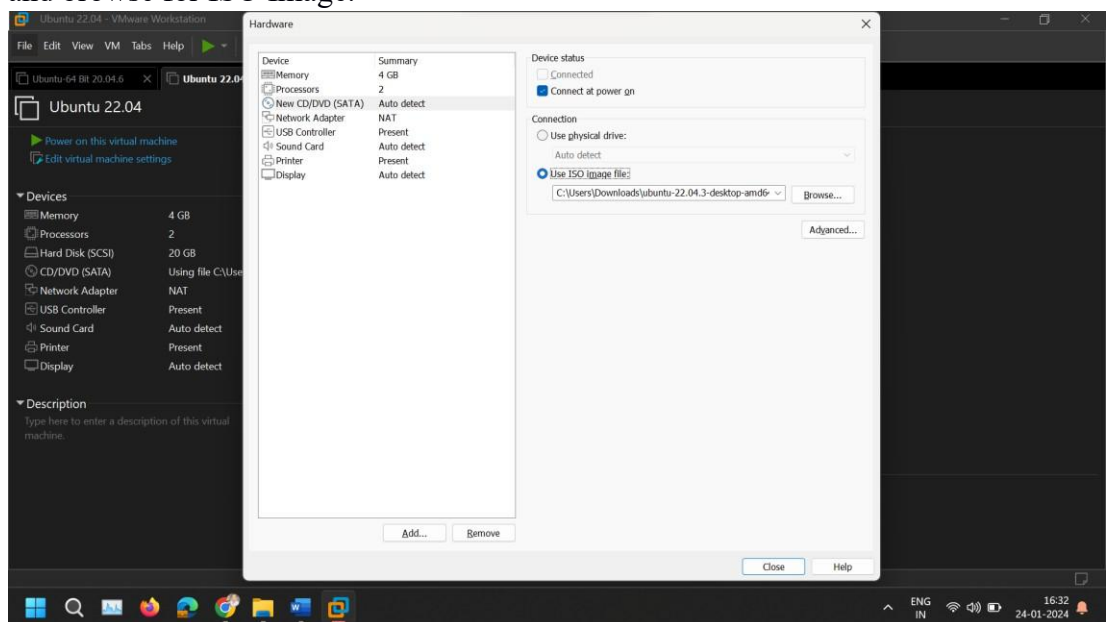 and browse for ISO image.
Ubuntu 22.04 - VMware Workstation
File Edit View VM Tabs Help
Ubuntu-64 Bit 20.04.6
Ubuntu 22.04
Ubuntu 22.04
Power on this virtual machine
Edit virtual machine settings
Devices
Memory 4 GB
Processors 2
Hard Disk (SCSI) 20 GB
CD/DVD (SATA) Using file C:\Use
Network Adapter NAT
USB Controller Present
Sound Card Auto detect
Printer Present
Display Auto detect
Description
Type here to enter a description of this virtual
machine.
Hardware
Device Summary
Memory 4 GB
Processors 2
New CD/DVD (SATA) Auto detect
Network Adapter NAT
USB Controller Present
Sound Card Auto detect
Printer Present
Display Auto detect
Add... Remove
Device status
Connected
Connect at power on
Connection
Use physical drive:
Auto detect
Use ISO image file:
C:\Users\Downloads\ubuntu-22.04.3-desktop-amd6
Browse...
Advanced...
Close Help
ENG
IN
16:32
24-01-2024